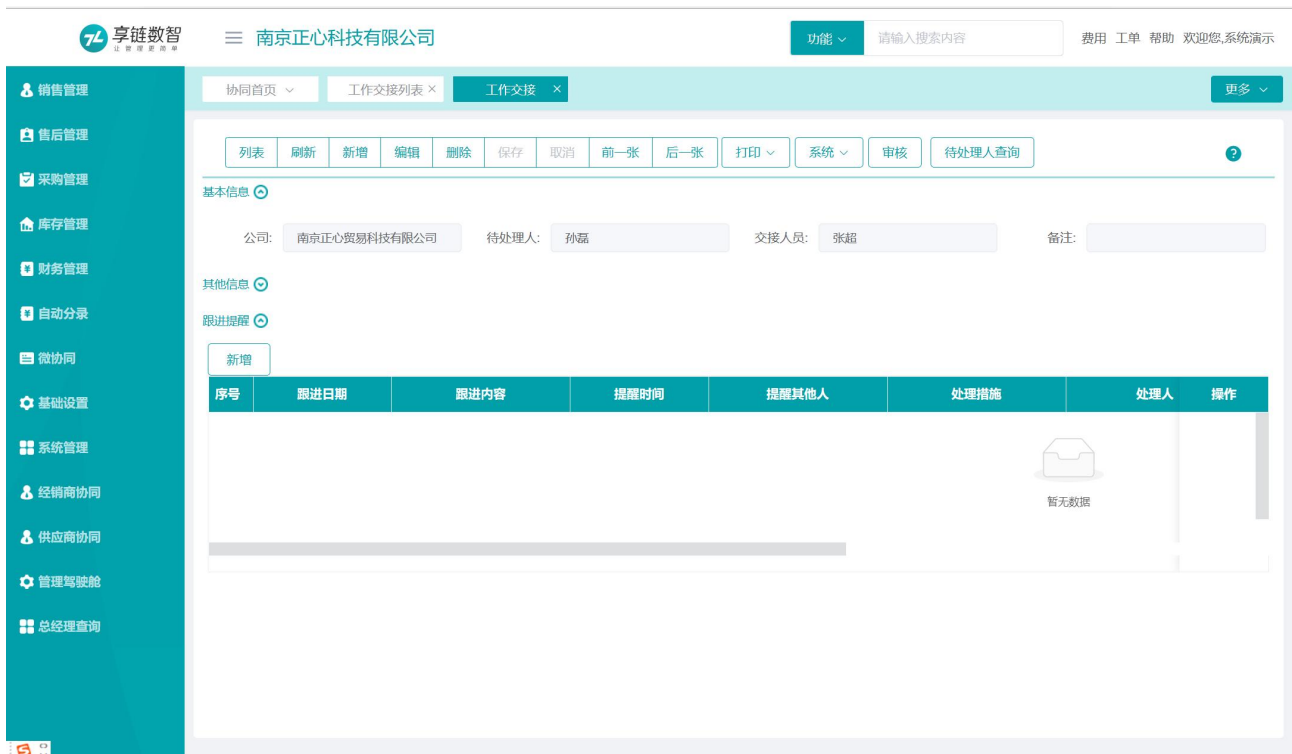 享链数智
让管理更简单
南京正心科技有限公司
功能
请输入搜索内容
费用 工单 帮助 欢迎您,系统演示
销售管理
售后管理
采购管理
库存管理
财务管理
自动分录
微协同
基础设置
系统管理
经销商协同
供应商协同
管理驾驶舱
总经理查询
协同首页 工作交接列表 × 工作交接 × 更多
列表 刷新 新增 编辑 删除 保存 取消 前一张 后一张 打印 系统 审核 待处理人查询 ?
基本信息
公司: 南京正心贸易科技有限公司 待处理人: 孙磊 交接人员: 张超 备注:
其他信息
跟进提醒
新增
序号 跟进日期 跟进内容 提醒时间 提醒其他人 处理措施 处理人 操作
暂无数据